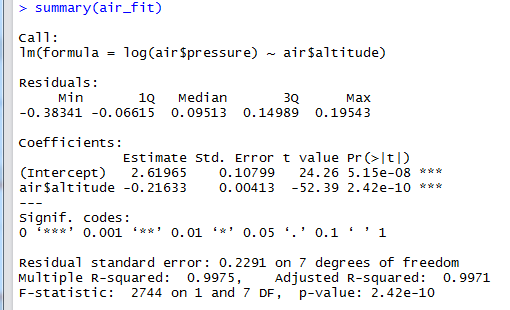 > summary(air_fit)
Call:
lm(formula = log(air$pressure) ~ air$altitude)
Residuals:
     Min       1Q   Median       3Q      Max
-0.38341 -0.06615  0.09513  0.14989  0.19543
Coefficients:
             Estimate Std. Error t value Pr(>|t|)
(Intercept)   2.61965    0.10799   24.26 5.15e-08 ***
air$altitude -0.21633    0.00413  -52.39 2.42e-10 ***
---
Signif. codes:
0 ‘***’ 0.001 ‘**’ 0.01 ‘*’ 0.05 ‘.’ 0.1 ‘ ’ 1
Residual standard error: 0.2291 on 7 degrees of freedom
Multiple R-squared:  0.9975,    Adjusted R-squared:  0.9971
F-statistic:  2744 on 1 and 7 DF,  p-value: 2.42e-10